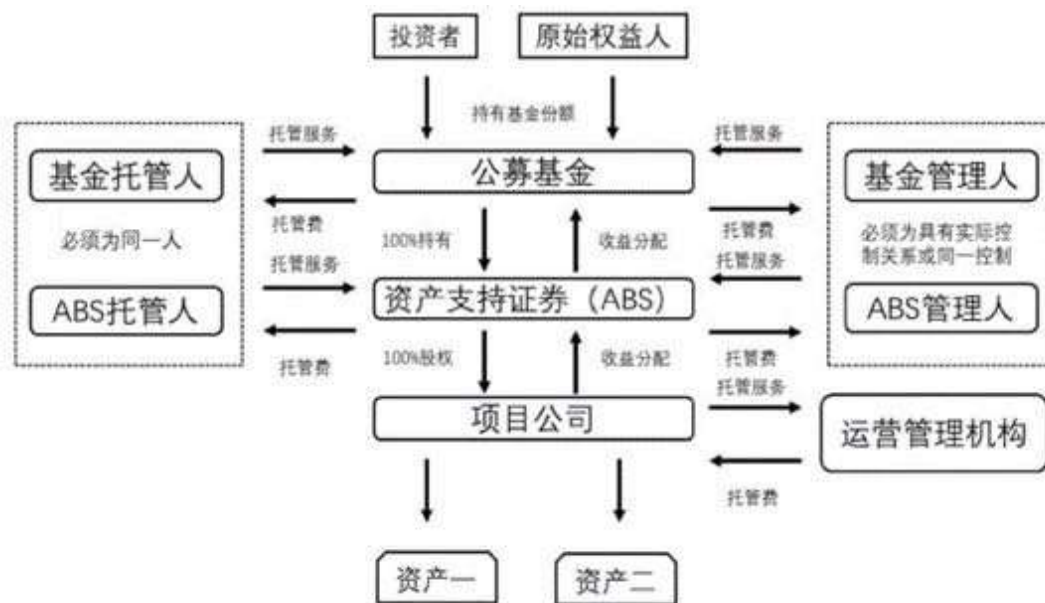 投资者
原始权益人
持有基金份额
托管服务
托管服务
基金托管人
公募基金
基金管理人
托管费
托管费
必须为同一人
100%持有
收益分配
必须为具有实际控
制关系或同一控制
托管服务
托管服务
ABS托管人
资产支持证券（ABS）
ABS管理人
托管费
100%股权
收益分配
托管费
托管服务
项目公司
运营管理机构
托管费
资产一
资产二